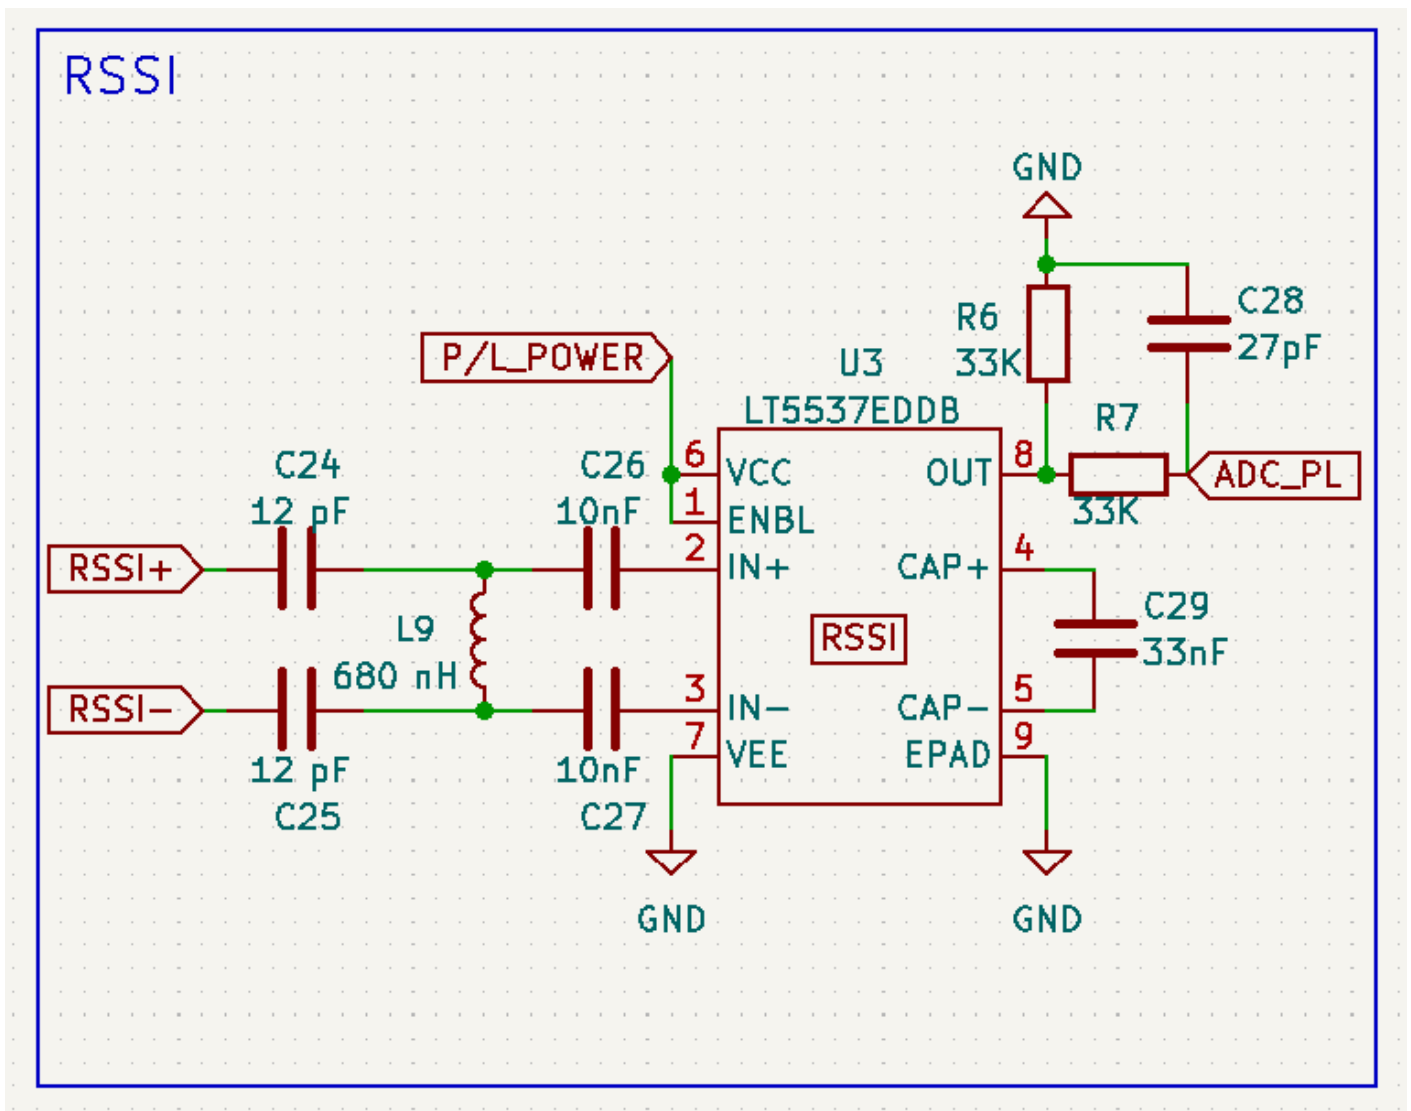 RSSI
GND
R6
33K
C28
27pF
P/L_POWER
U3
LT5537EDDB
R7
33K
ADC_PL
C24
12 pF
C26
10nF
6
VCC
1
ENBL
2
IN+
3
IN-
7
VEE
OUT
8
CAP+
4
CAP-
5
EPAD
9
RSSI
RSSI+
RSSI-
L9
680 nH
C29
33nF
12 pF
C25
10nF
C27
GND
GND